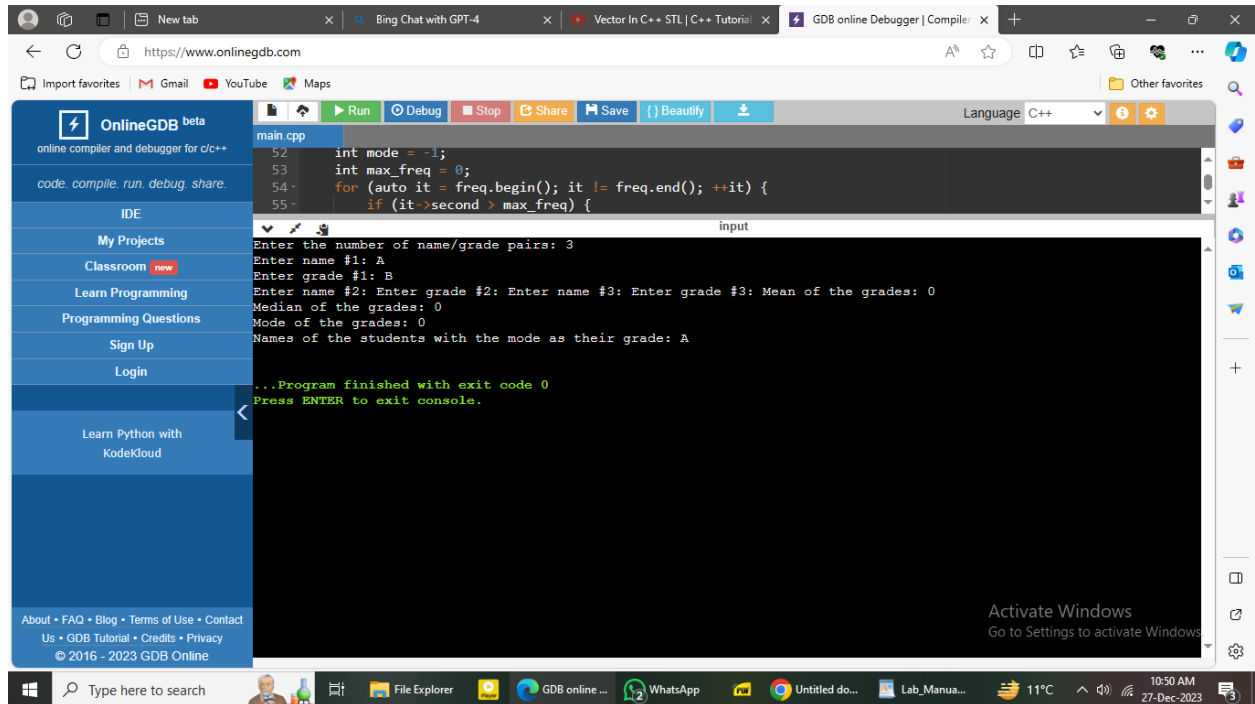 New tab
Bing Chat with GPT-4
Vector In C++ STL | C++ Tutorial
GDB online Debugger | Compiler
https://www.onlinegdb.com
Import favorites
Gmail
YouTube
Maps
Other favorites
OnlineGDB beta
online compiler and debugger for c/c++
code. compile. run. debug. share.
IDE
My Projects
Classroom new
Learn Programming
Programming Questions
Sign Up
Login
Learn Python with
KodeKloud
About • FAQ • Blog • Terms of Use • Contact
Us • GDB Tutorial • Credits • Privacy
© 2016 - 2023 GDB Online
Run
Debug
Stop
Share
Save
{ } Beautify
Language C++
main.cpp
52 int mode = -1;
53 int max_freq = 0;
54 for (auto it = freq.begin(); it != freq.end(); ++it) {
55 if (it->second > max_freq) {
input
Enter the number of name/grade pairs: 3
Enter name #1: A
Enter grade #1: B
Enter name #2: Enter grade #2: Enter name #3: Enter grade #3: Mean of the grades: 0
Median of the grades: 0
Mode of the grades: 0
Names of the students with the mode as their grade: A
...Program finished with exit code 0
Press ENTER to exit console.
Activate Windows
Go to Settings to activate Windows.
Type here to search
File Explorer
GDB online ...
WhatsApp
Untitled do...
Lab_Manua...
11°C
10:50 AM
27-Dec-2023